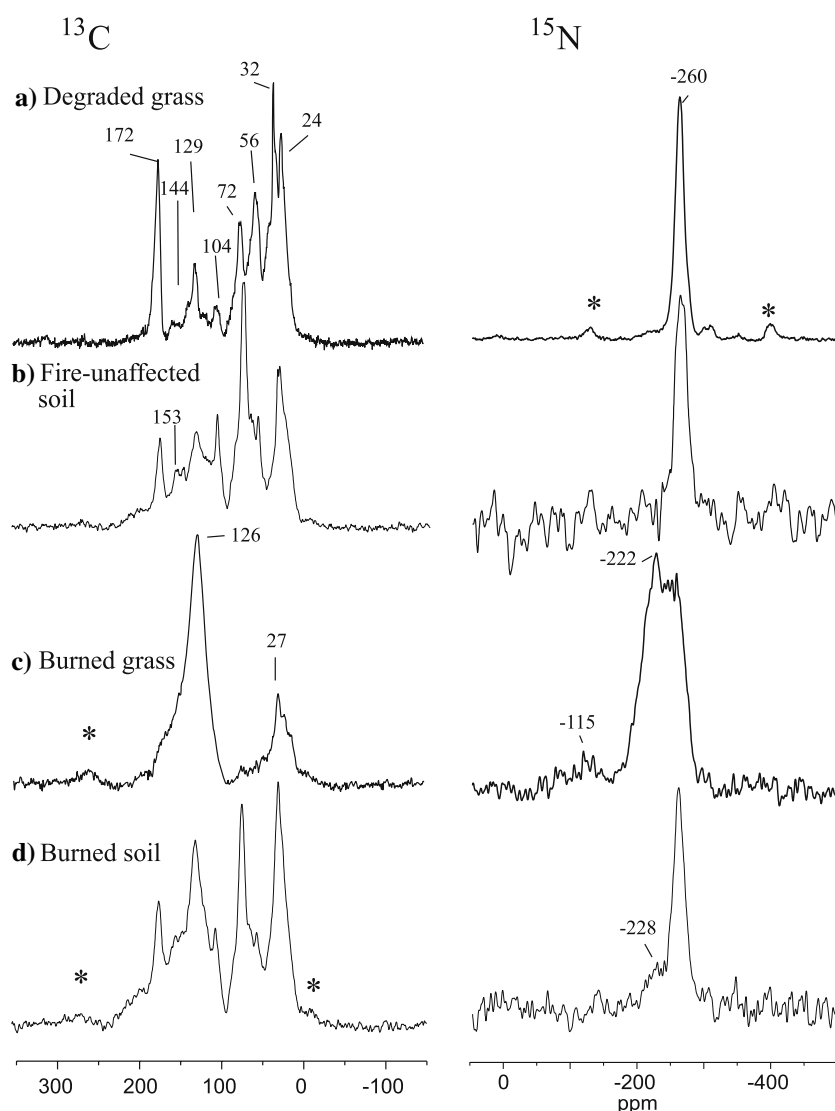 ¹³C
¹⁵N
a) Degraded grass
172
144
129
104
72
56
32
24
-260
*
*
b) Fire-unaffected
soil
153
126
c) Burned grass
27
*
-222
-115
d) Burned soil
*
*
-228
300 200 100 0 -100
0 -200 -400
ppm